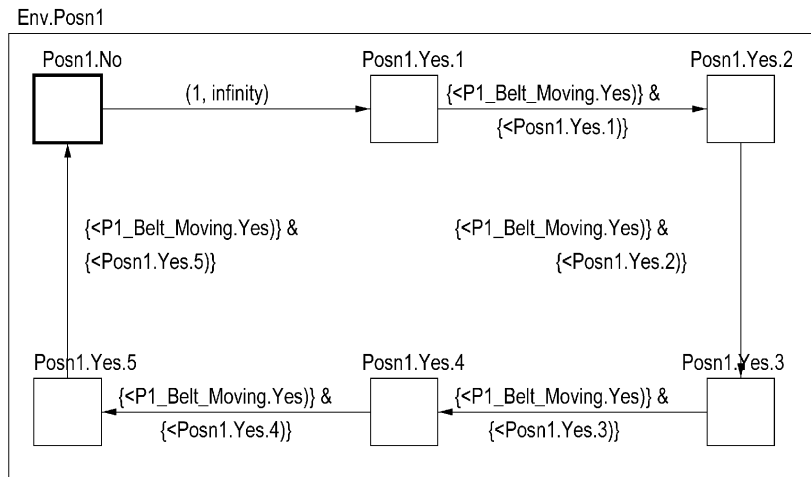 Env.Posn1
Posn1.No
Posn1.Yes.1
Posn1.Yes.2
(1, infinity)
{<P1_Belt_Moving.Yes)} &
{<Posn1.Yes.1)}
{<P1_Belt_Moving.Yes)} &
{<Posn1.Yes.5)}
{<P1_Belt_Moving.Yes)} &
{<Posn1.Yes.2)}
Posn1.Yes.5
Posn1.Yes.4
Posn1.Yes.3
{<P1_Belt_Moving.Yes)} &
{<Posn1.Yes.4)}
{<P1_Belt_Moving.Yes)} &
{<Posn1.Yes.3)}